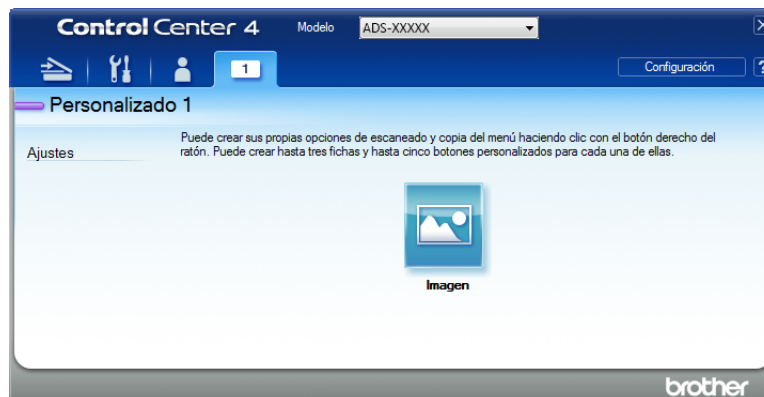 Control Center 4 Modelo ADS-XXXXX
1 Configuración ?
Personalizado 1
Puede crear sus propias opciones de escaneado y copia del menú haciendo clic con el botón derecho del
Ajustes ratón. Puede crear hasta tres fichas y hasta cinco botones personalizados para cada una de ellas.
Imagen
brother